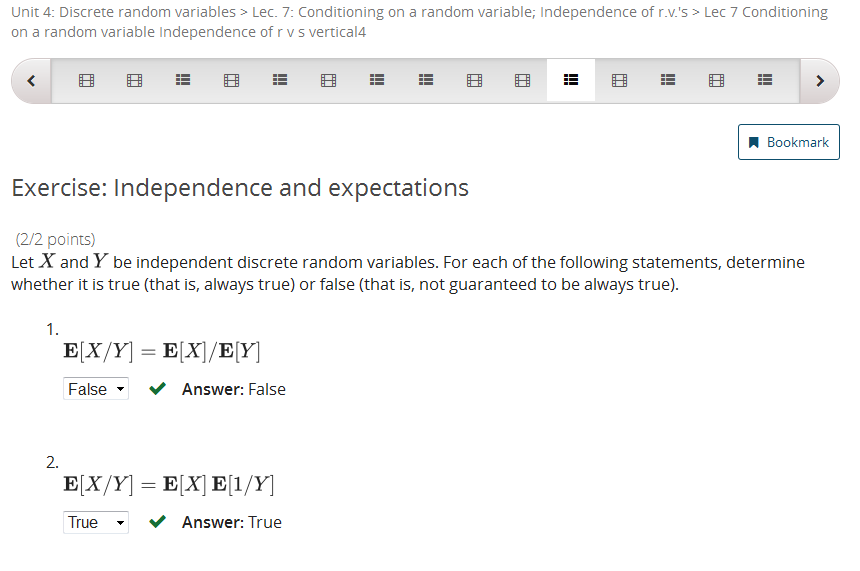 Unit 4: Discrete random variables > Lec. 7: Conditioning on a random variable; Independence of r.v.'s > Lec 7 Conditioning
on a random variable Independence of r v s vertical4
Bookmark
Exercise: Independence and expectations
(2/2 points)
Let X and Y be independent discrete random variables. For each of the following statements, determine
whether it is true (that is, always true) or false (that is, not guaranteed to be always true).
1.
E[X/Y] = E[X]/E[Y]
False Answer: False
2.
E[X/Y] = E[X] E[1/Y]
True Answer: True